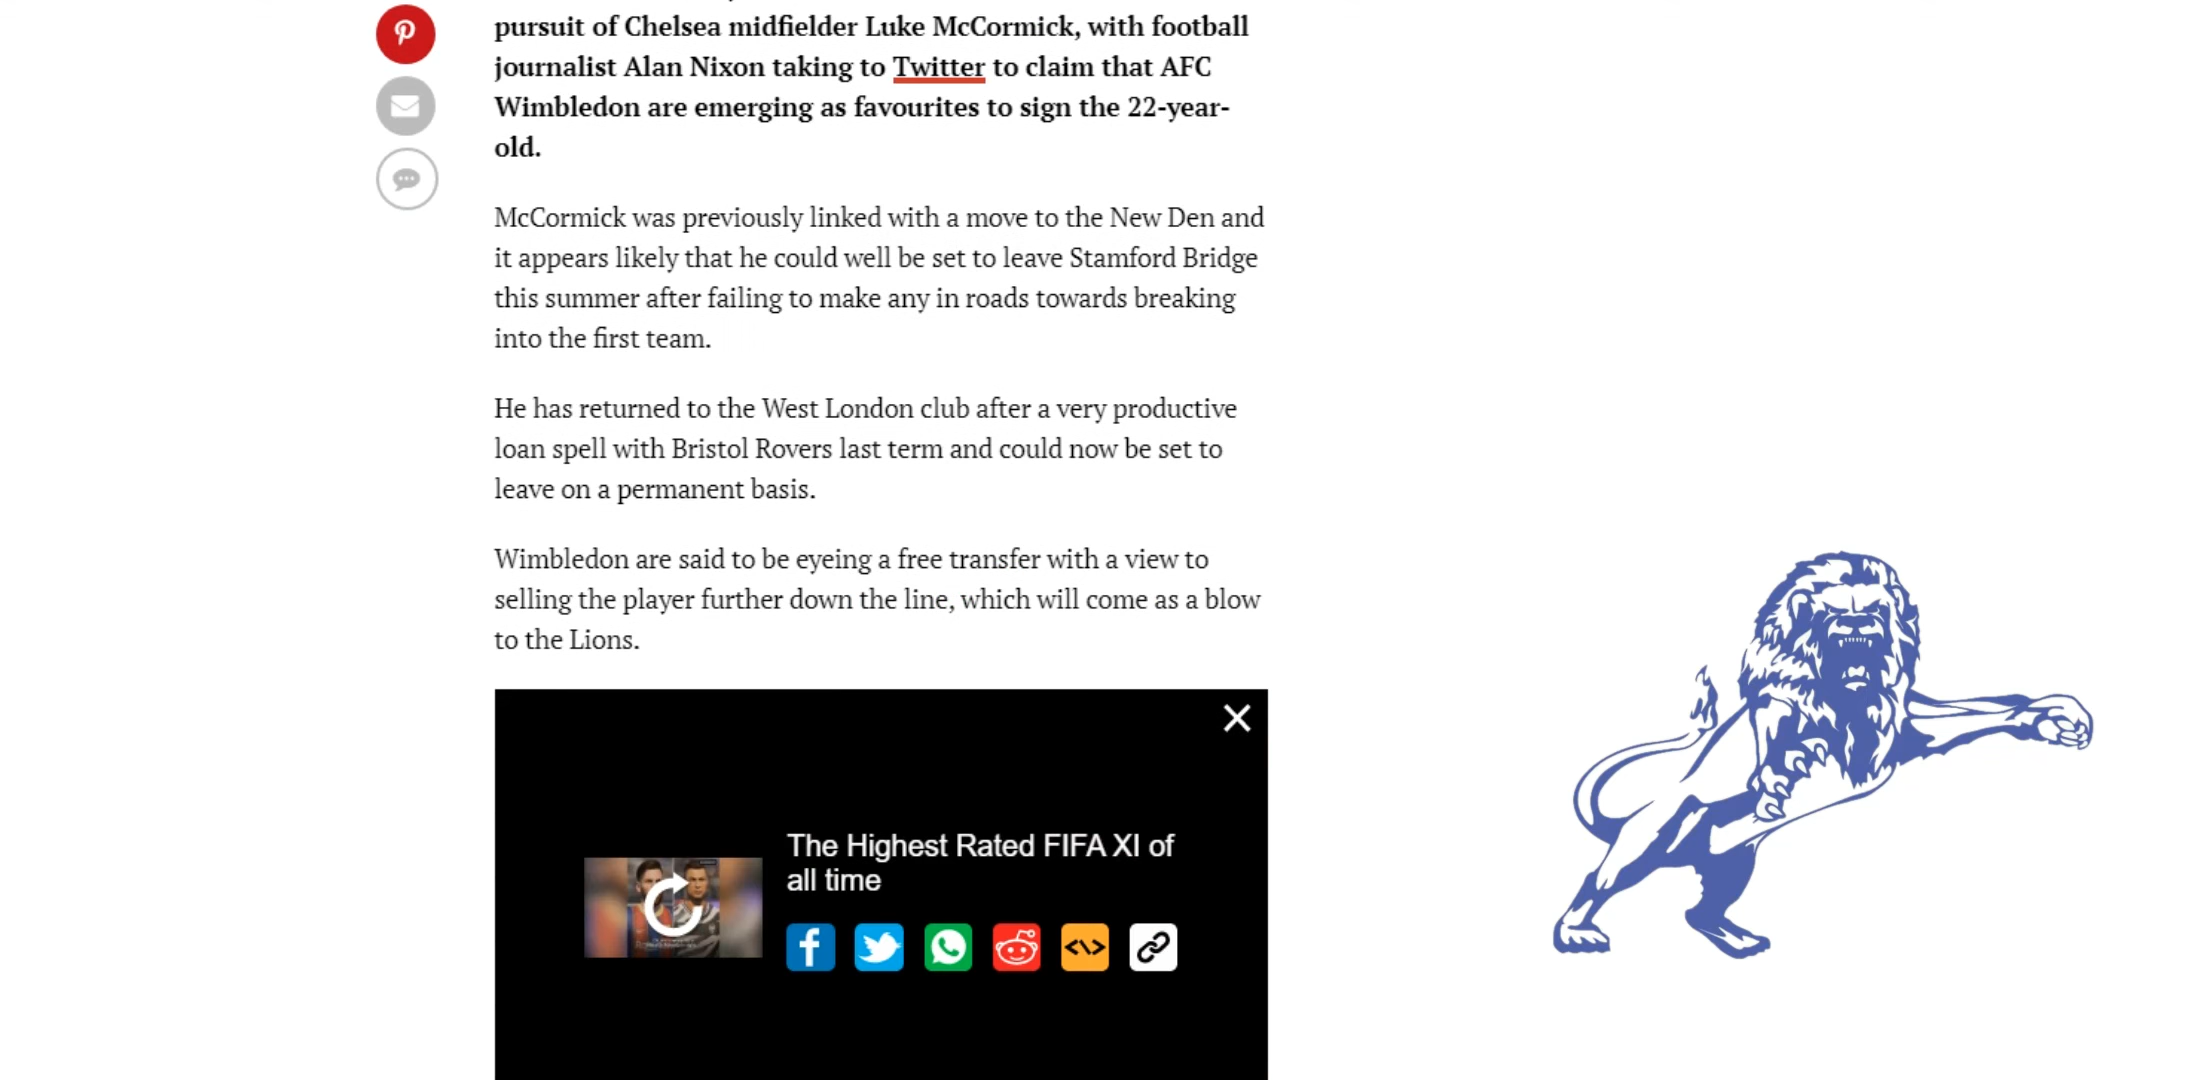 pursuit of Chelsea midfielder Luke McCormick, with football
journalist Alan Nixon taking to Twitter to claim that AFC
Wimbledon are emerging as favourites to sign the 22-year-
old.
McCormick was previously linked with a move to the New Den and
it appears likely that he could well be set to leave Stamford Bridge
this summer after failing to make any in roads towards breaking
into the first team.
He has returned to the West London club after a very productive
loan spell with Bristol Rovers last term and could now be set to
leave on a permanent basis.
Wimbledon are said to be eyeing a free transfer with a view to
selling the player further down the line, which will come as a blow
to the Lions.
The Highest Rated FIFA XI of
all time